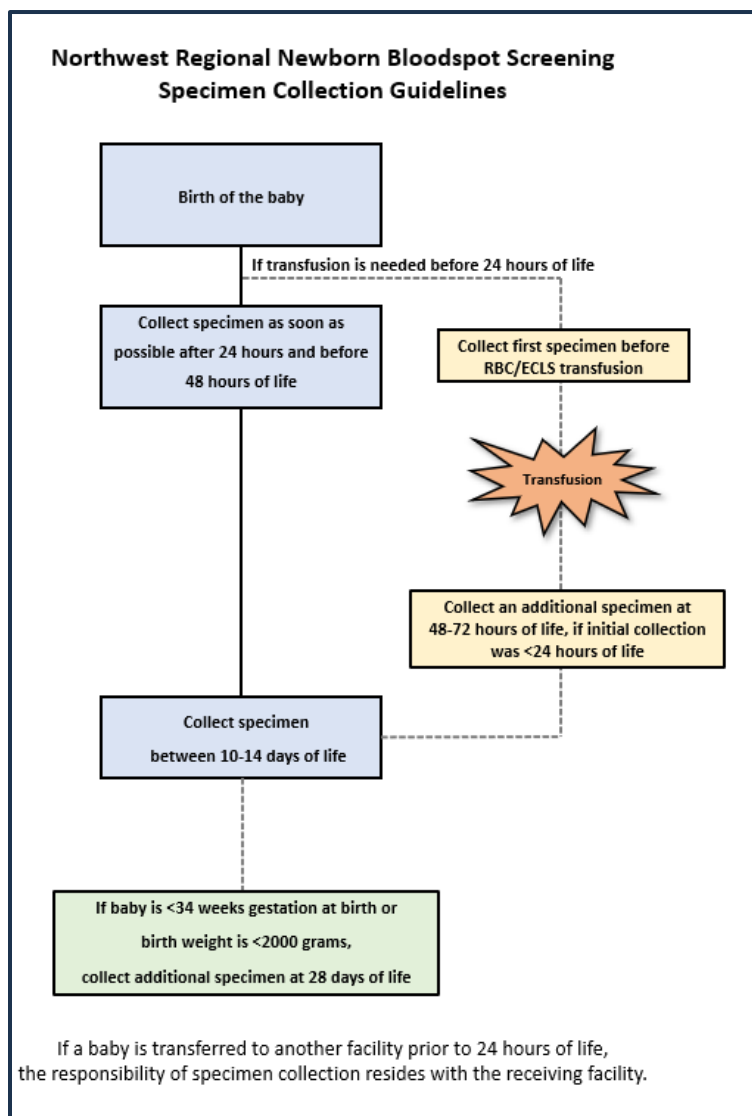 Northwest Regional Newborn Bloodspot Screening
Specimen Collection Guidelines
Birth of the baby
If transfusion is needed before 24 hours of life
Collect specimen as soon as
possible after 24 hours and before
48 hours of life
Collect first specimen before
RBC/ECLS transfusion
Transfusion
Collect an additional specimen at
48-72 hours of life, if initial collection
was <24 hours of life
Collect specimen
between 10-14 days of life
If baby is <34 weeks gestation at birth or
birth weight is <2000 grams,
collect additional specimen at 28 days of life
If a baby is transferred to another facility prior to 24 hours of life,
the responsibility of specimen collection resides with the receiving facility.